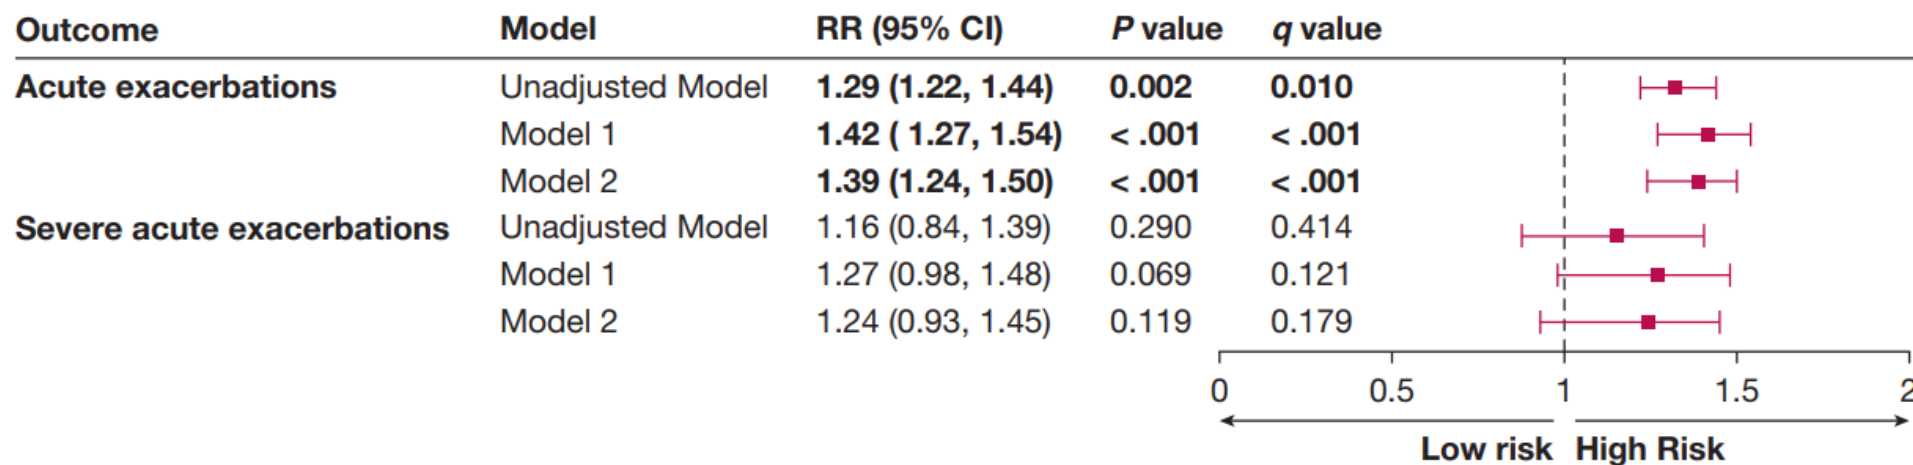 Outcome Model RR (95% CI) P value q value
Acute exacerbations Unadjusted Model 1.29 (1.22, 1.44) 0.002 0.010
Model 1 1.42 ( 1.27, 1.54) < .001 < .001
Model 2 1.39 (1.24, 1.50) < .001 < .001
Severe acute exacerbations Unadjusted Model 1.16 (0.84, 1.39) 0.290 0.414
Model 1 1.27 (0.98, 1.48) 0.069 0.121
Model 2 1.24 (0.93, 1.45) 0.119 0.179
0 0.5 1 1.5 2
Low risk High Risk